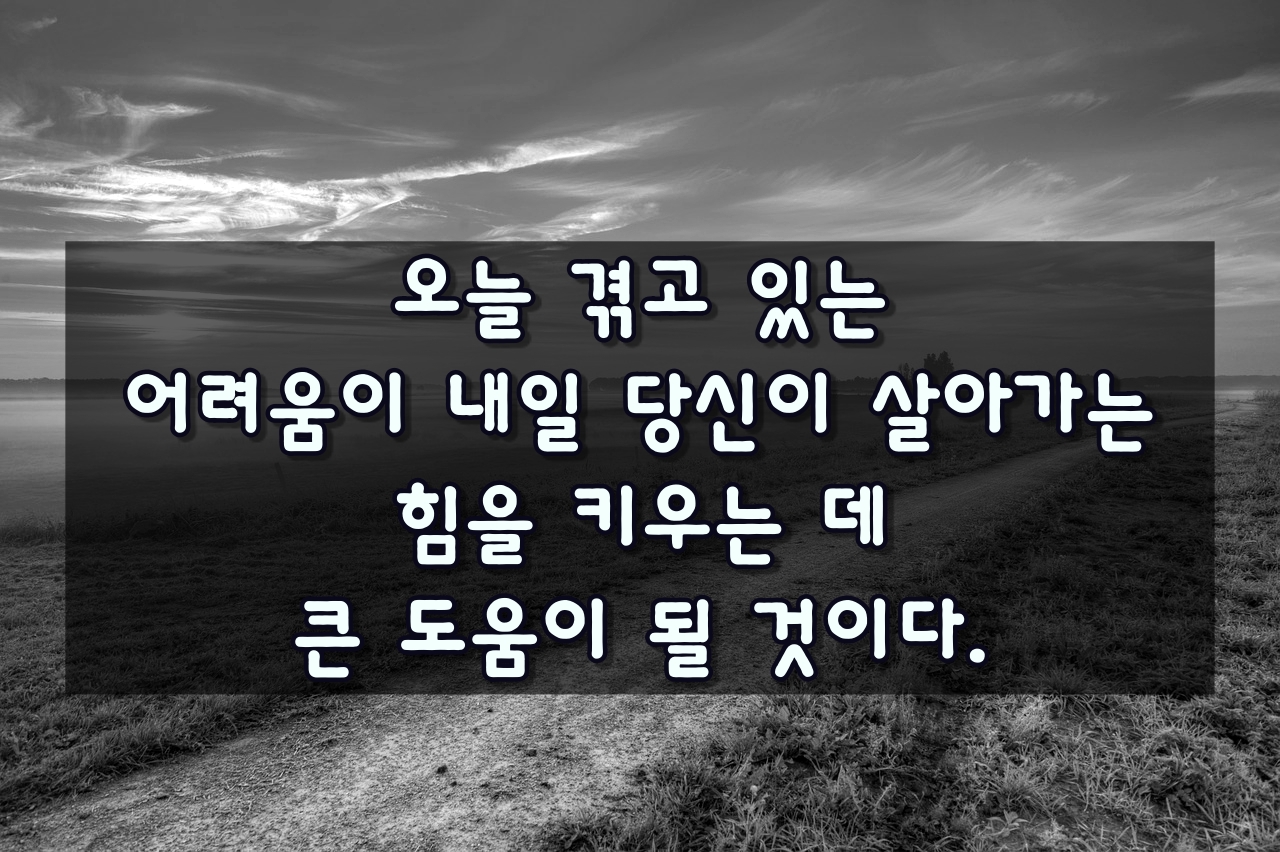 오늘 겪고 있는
어려움이 내일 당신이 살아가는
힘을 키우는 데
큰 도움이 될 것이다.